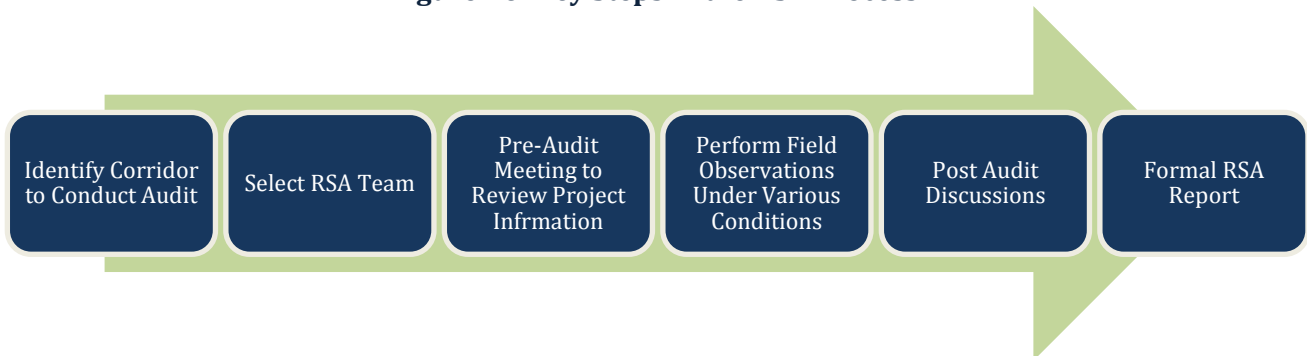 Identify Corridor
to Conduct Audit
Select RSA Team
Pre-Audit
Meeting to
Review Project
Infrmation
Perform Field
Observations
Under Various
Conditions
Post Audit
Discussions
Formal RSA
Report